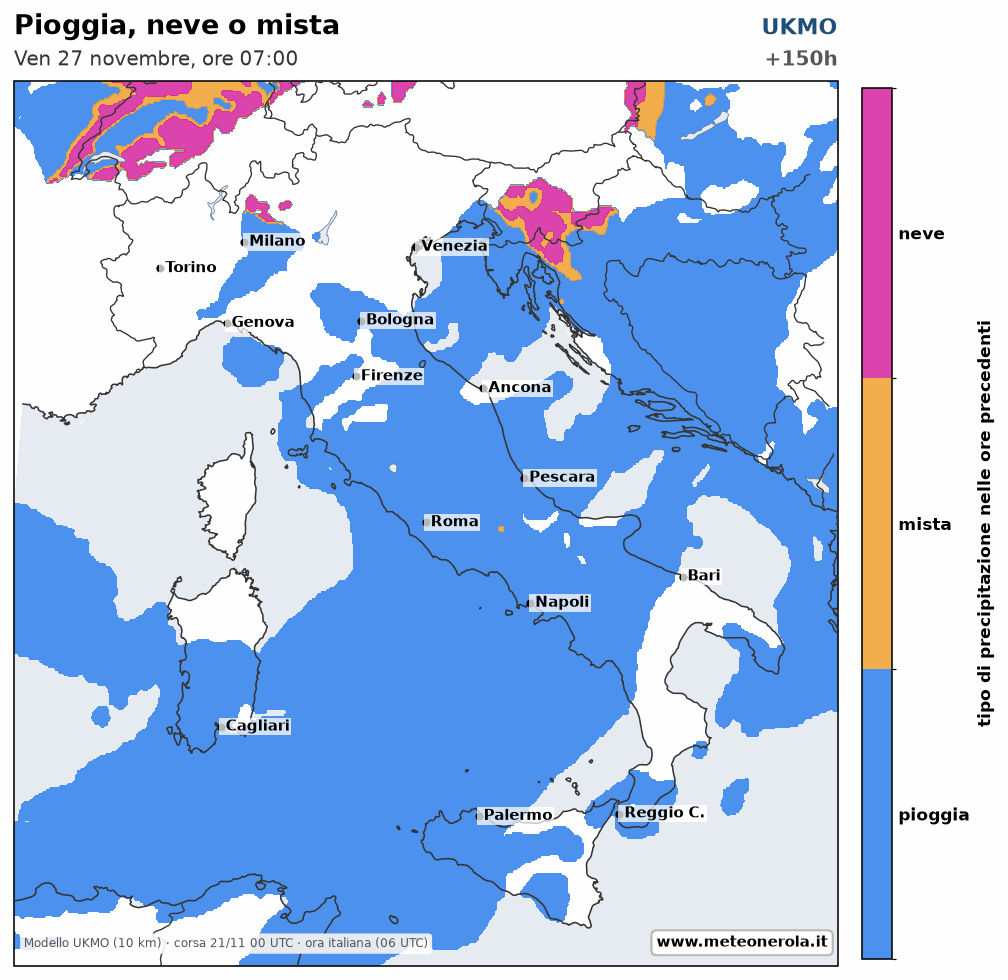 Pioggia, neve o mista
UKMO
Ven 27 novembre, ore 07:00
+150h
Milano
Venezia
Torino
Genova
Bologna
Firenze
Ancona
Pescara
Roma
Bari
Napoli
Cagliari
Palermo
Reggio C.
neve
mista
pioggia
tipo di precipitazione nelle ore precedenti
Modello UKMO (10 km) · corsa 21/11 00 UTC · ora italiana (06 UTC)
www.meteonerola.it